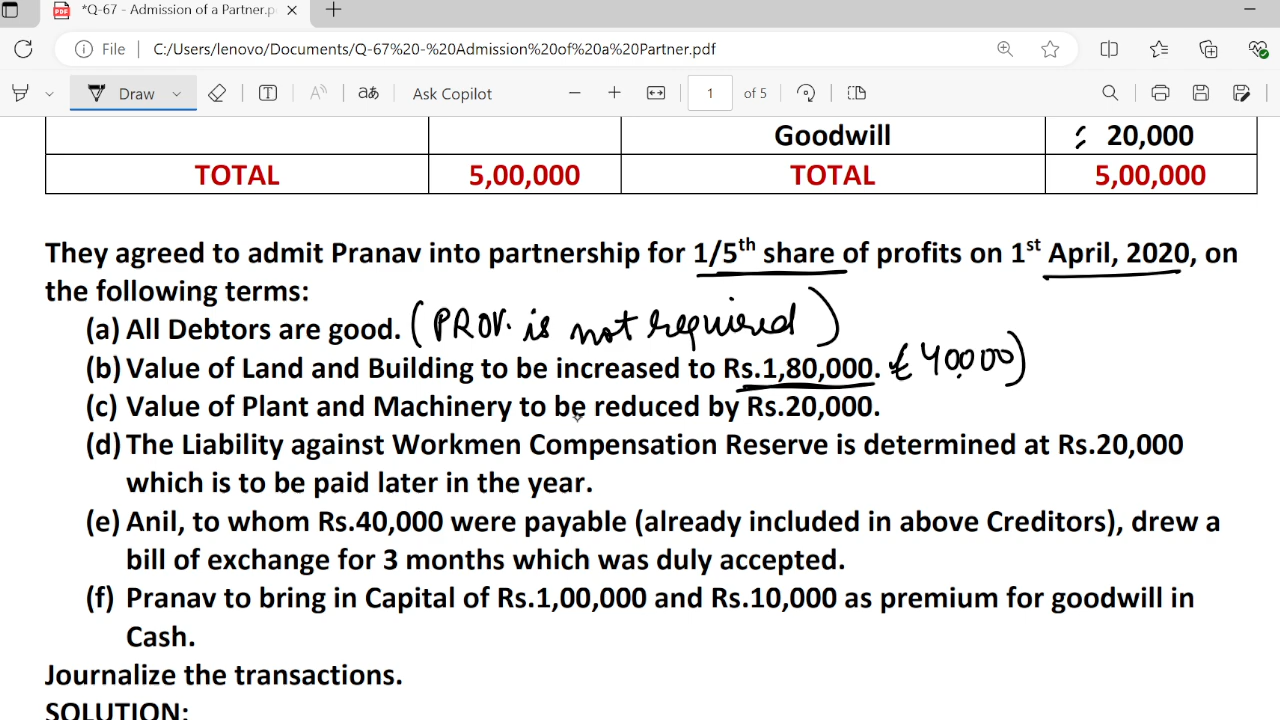 *Q-67 - Admission of a Partner.p
File C:/Users/lenovo/Documents/Q-67%20-%20Admission%20of%20a%20Partner.pdf
Draw T A aあ Ask Copilot 1 of 5
Goodwill 20,000
TOTAL 5,00,000 TOTAL 5,00,000
They agreed to admit Pranav into partnership for 1/5th share of profits on 1st April, 2020, on
the following terms:
(a) All Debtors are good. (PROV. is not required)
(b) Value of Land and Building to be increased to Rs.1,80,000. (40,000)
(c) Value of Plant and Machinery to be reduced by Rs.20,000.
(d) The Liability against Workmen Compensation Reserve is determined at Rs.20,000
which is to be paid later in the year.
(e) Anil, to whom Rs.40,000 were payable (already included in above Creditors), drew a
bill of exchange for 3 months which was duly accepted.
(f) Pranav to bring in Capital of Rs.1,00,000 and Rs.10,000 as premium for goodwill in
Cash.
Journalize the transactions.
SOLUTION: